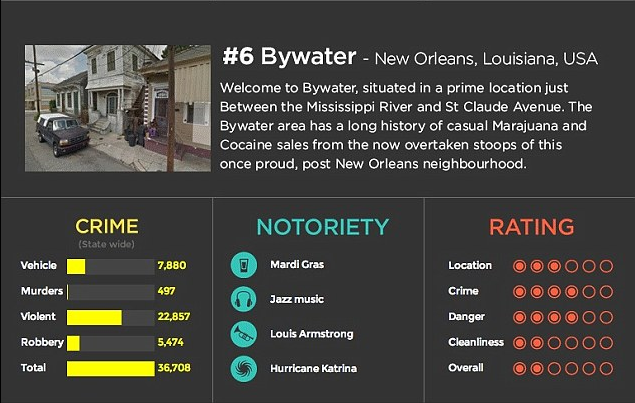 #6 Bywater - New Orleans, Louisiana, USA
Welcome to Bywater, situated in a prime location just
Between the Mississippi River and St Claude Avenue. The
Bywater area has a long history of casual Marajuana and
Cocaine sales from the now overtaken stoops of this
once proud, post New Orleans neighbourhood.
CRIME
(State wide)
Vehicle 7,880
Murders 497
Violent 22,857
Robbery 5,474
Total 36,708
NOTORIETY
Mardi Gras
Jazz music
Louis Armstrong
Hurricane Katrina
RATING
Location
Crime
Danger
Cleanliness
Overall